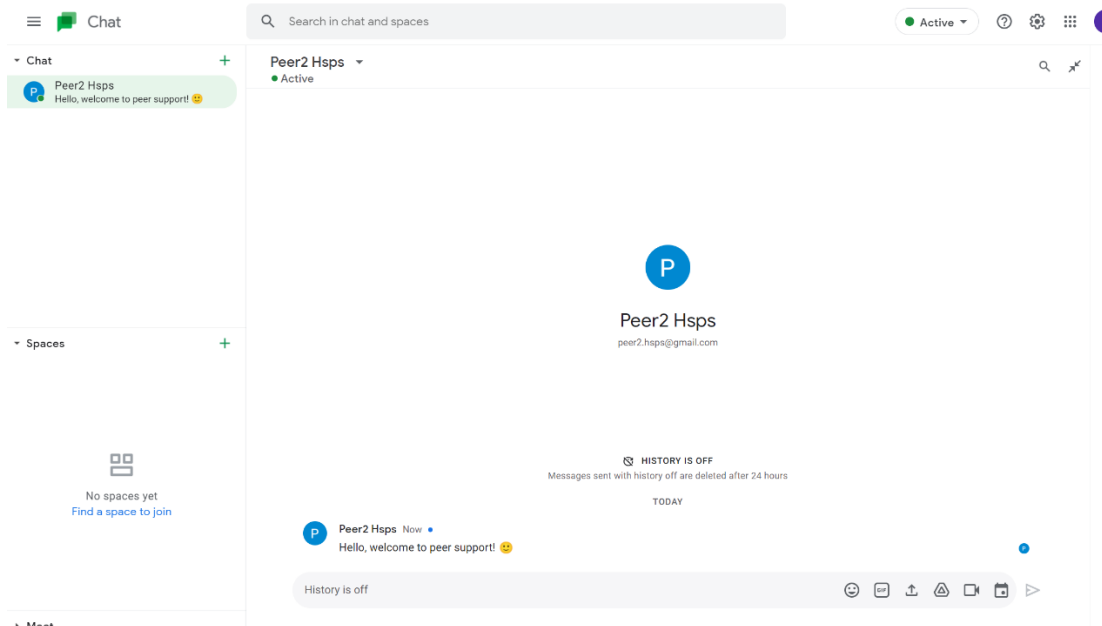 Chat
Search in chat and spaces
Active
Chat
Peer2 Hsps
Active
P
Peer2 Hsps
Hello, welcome to peer support! 🙂
P
Peer2 Hsps
peer2.hsps@gmail.com
Spaces
No spaces yet
Find a space to join
HISTORY IS OFF
Messages sent with history off are deleted after 24 hours
TODAY
P
Peer2 Hsps Now
Hello, welcome to peer support! 🙂
P
History is off
GIF
Meet